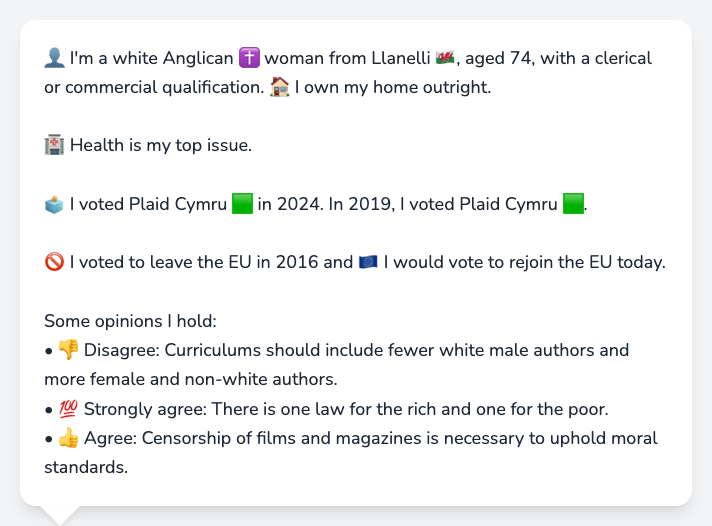 👤 I'm a white Anglican ✝️ woman from Llanelli 🏴󠁧󠁢󠁷󠁬󠁳󠁿, aged 74, with a clerical
or commercial qualification. 🏠 I own my home outright.
🏥 Health is my top issue.
🗳️ I voted Plaid Cymru 🟩 in 2024. In 2019, I voted Plaid Cymru 🟩.
🚫 I voted to leave the EU in 2016 and 🇪🇺 I would vote to rejoin the EU today.
Some opinions I hold:
• 👎 Disagree: Curriculums should include fewer white male authors and
more female and non-white authors.
• 💯 Strongly agree: There is one law for the rich and one for the poor.
• 👍 Agree: Censorship of films and magazines is necessary to uphold moral
standards.